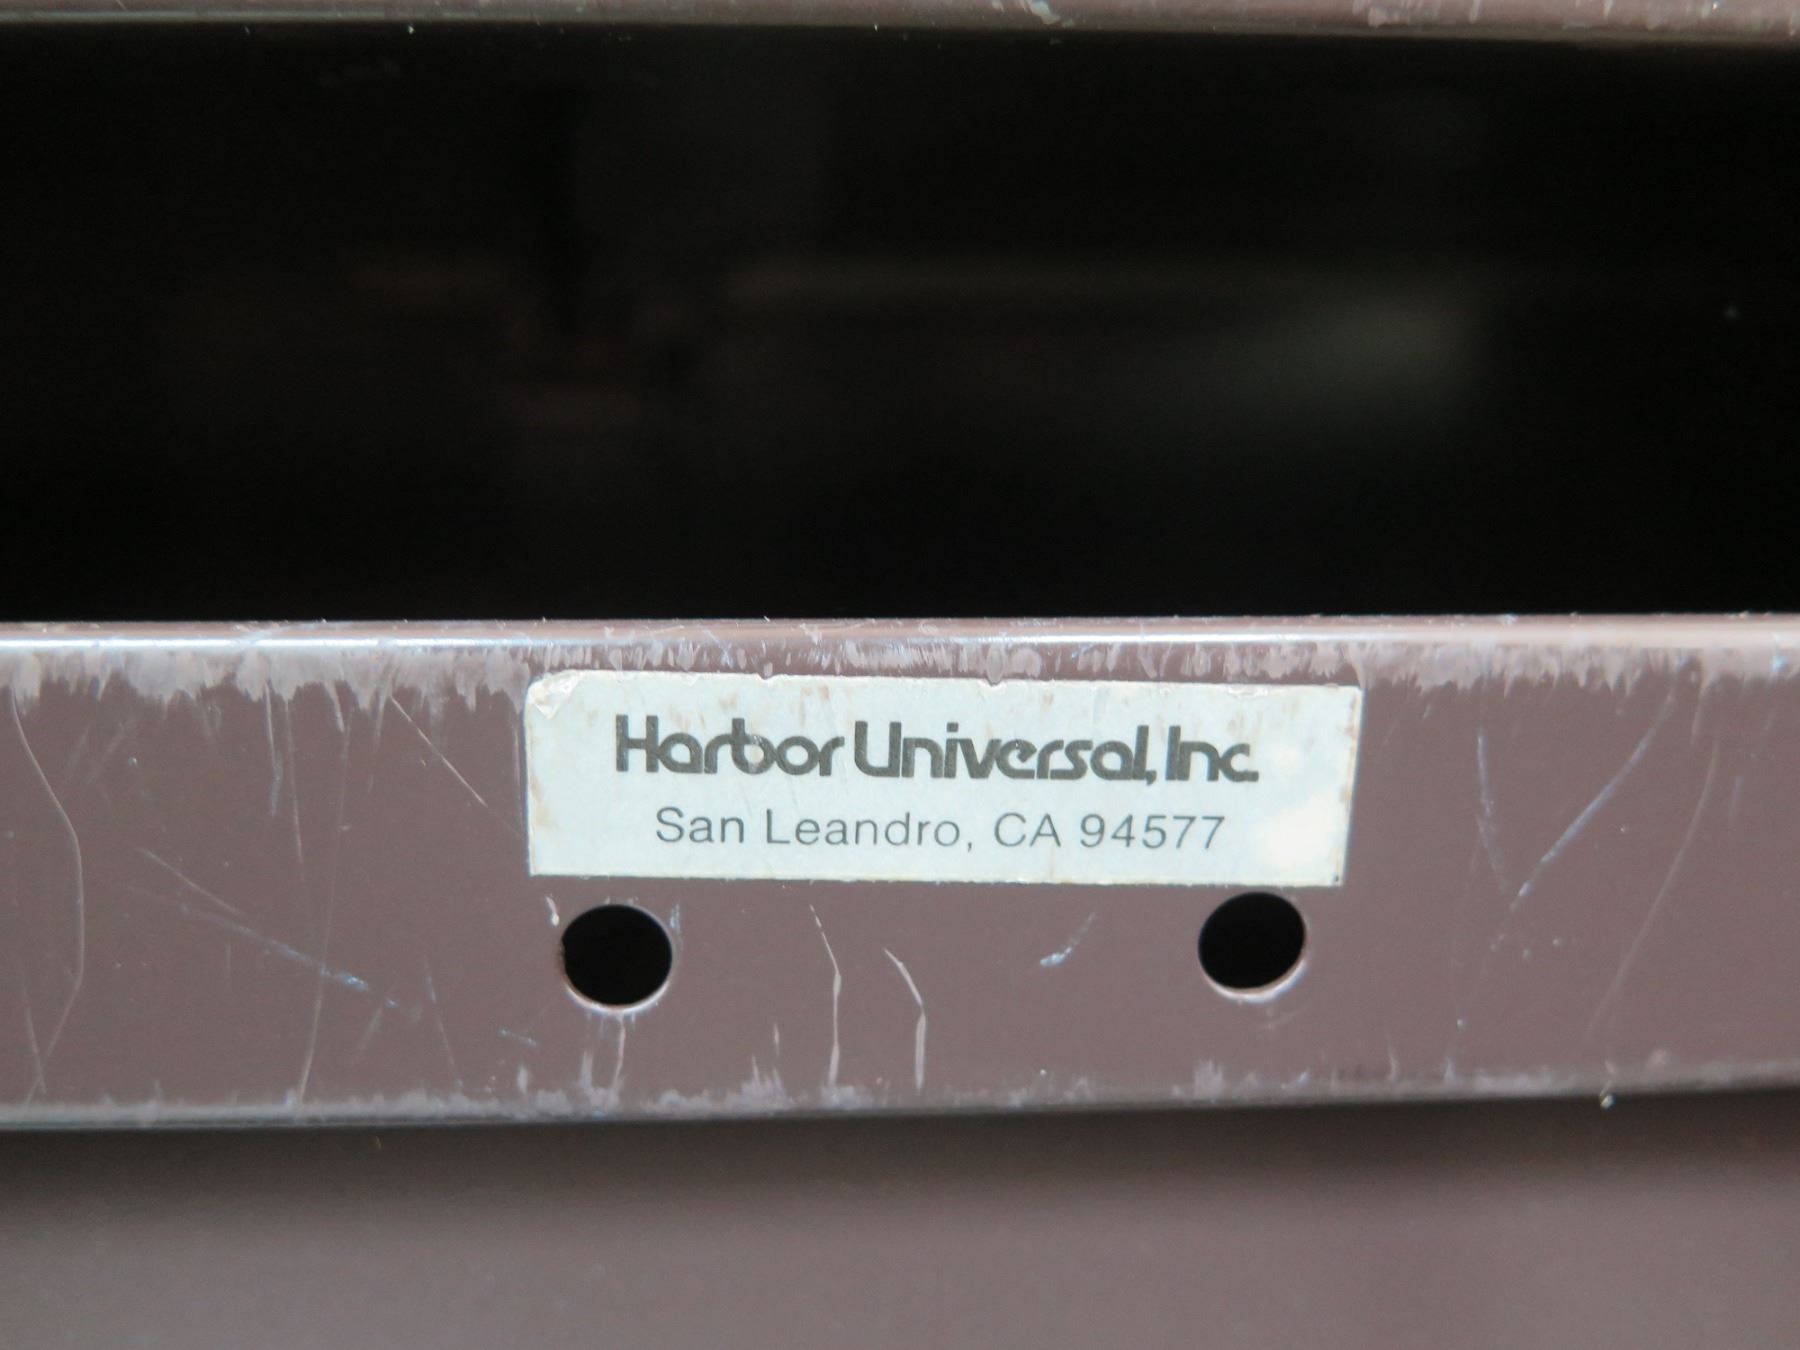 Harbor Universal, Inc.
San Leandro, CA 94577